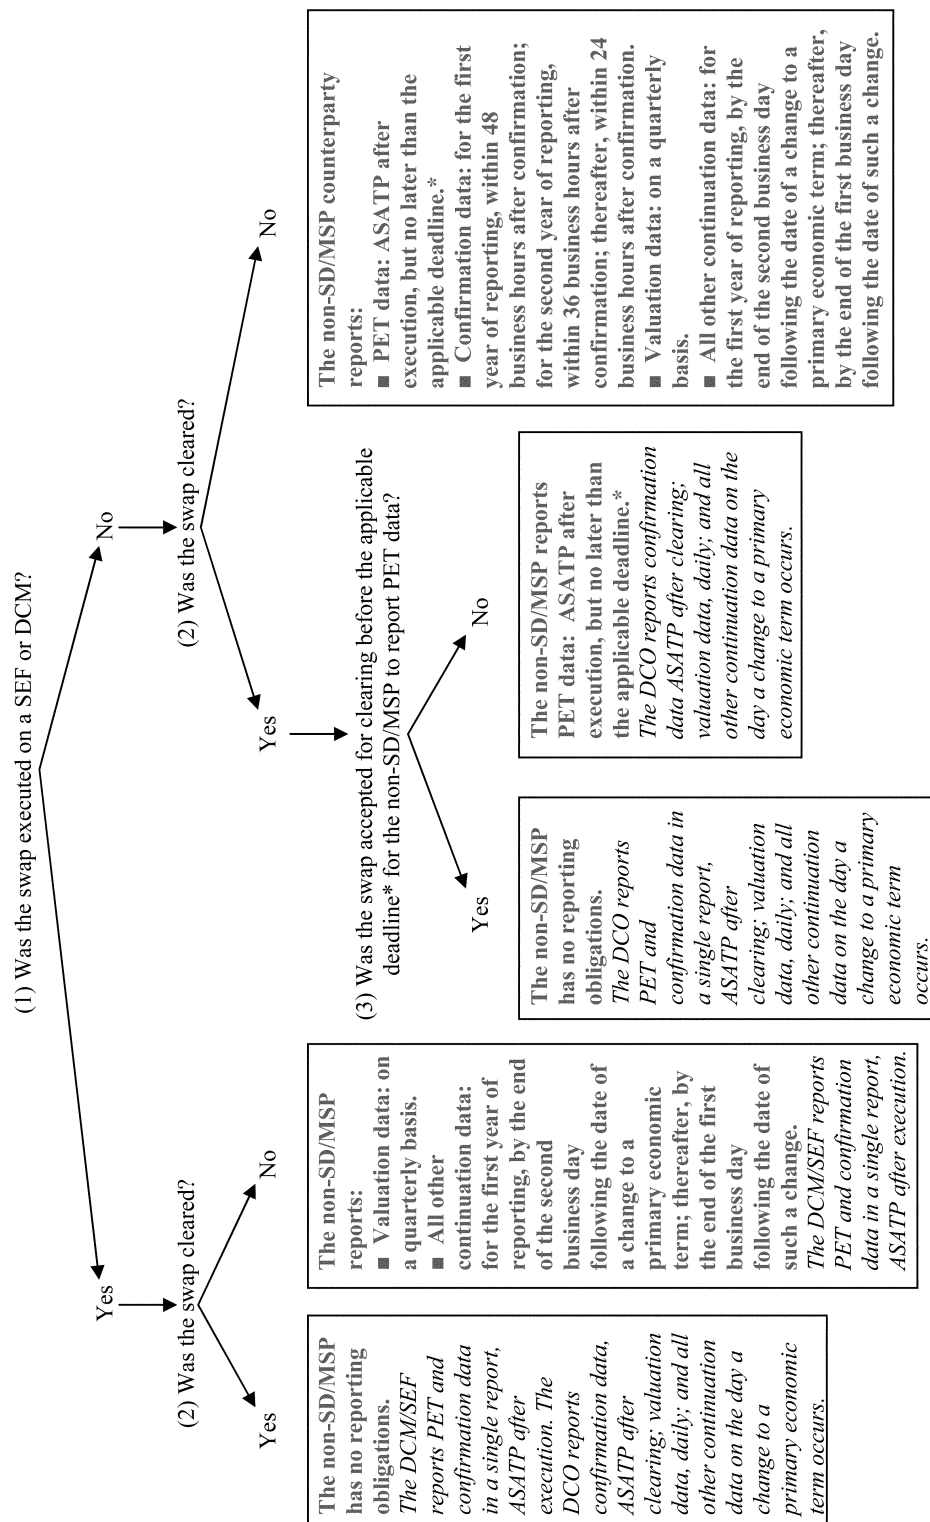 (1) Was the swap executed on a SEF or DCM?
Yes
No
(2) Was the swap cleared?
(2) Was the swap cleared?
Yes
No
Yes
No
(3) Was the swap accepted for clearing before the applicable
deadline* for the non-SD/MSP to report PET data?
Yes
No
The non-SD/MSP
has no reporting
obligations.
The DCM/SEF
reports PET and
confirmation data
in a single report,
ASATP after
execution. The
DCO reports
confirmation data,
ASATP after
clearing; valuation
data, daily; and all
other continuation
data on the day a
change to a
primary economic
term occurs.
The non-SD/MSP
reports:
■ Valuation data: on
a quarterly basis.
■ All other
continuation data:
for the first year of
reporting, by the end
of the second
business day
following the date of
a change to a
primary economic
term; thereafter, by
the end of the first
business day
following the date of
such a change.
The DCM/SEF reports
PET and confirmation
data in a single report,
ASATP after execution.
The non-SD/MSP
has no reporting
obligations.
The DCO reports
PET and
confirmation data in
a single report,
ASATP after
clearing; valuation
data, daily; and all
other continuation
data on the day a
change to a primary
economic term
occurs.
The non-SD/MSP reports
PET data: ASATP after
execution, but no later than
the applicable deadline.*
The DCO reports confirmation
data ASATP after clearing;
valuation data, daily; and all
other continuation data on the
day a change to a primary
economic term occurs.
The non-SD/MSP counterparty
reports:
■ PET data: ASATP after
execution, but no later than the
applicable deadline.*
■ Confirmation data: for the first
year of reporting, within 48
business hours after confirmation;
for the second year of reporting,
within 36 business hours after
confirmation; thereafter, within 24
business hours after confirmation.
■ Valuation data: on a quarterly
basis.
■ All other continuation data: for
the first year of reporting, by the
end of the second business day
following the date of a change to a
primary economic term; thereafter,
by the end of the first business day
following the date of such a change.